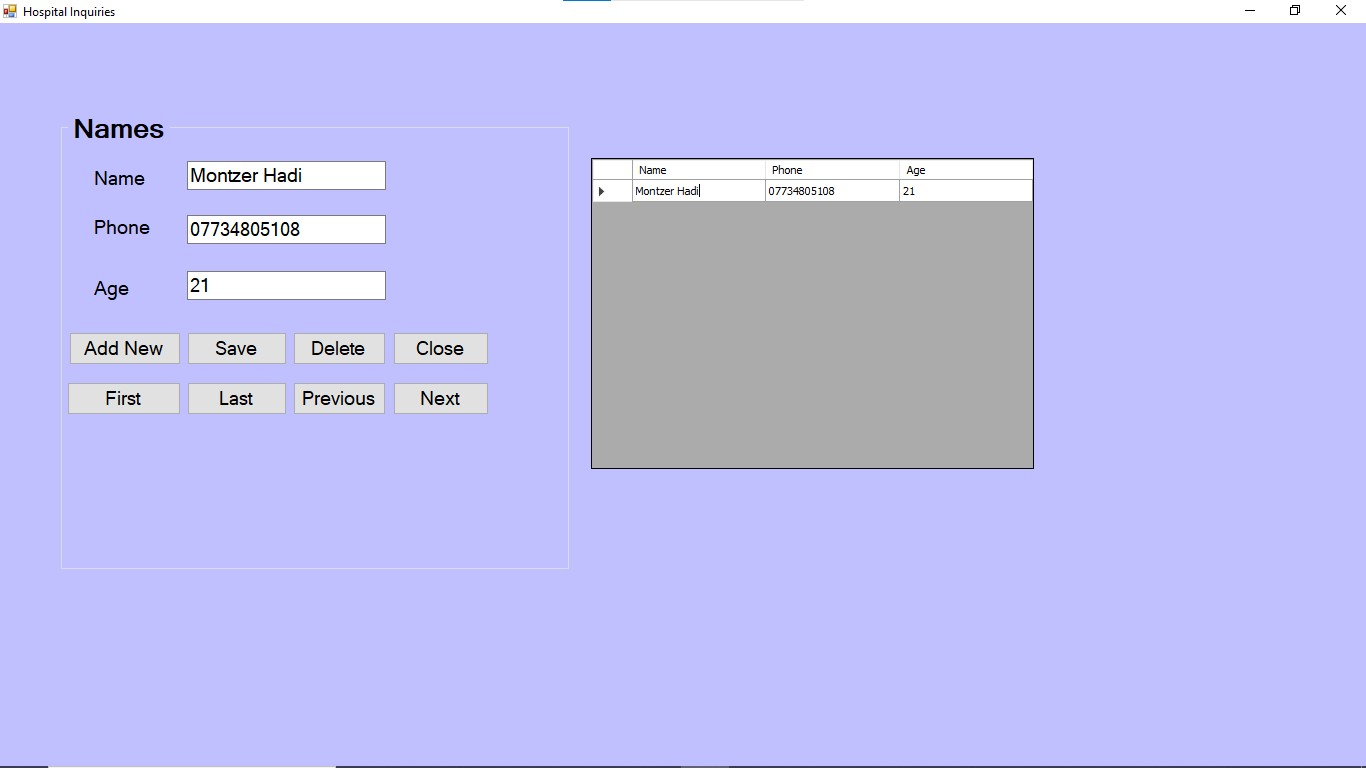 Hospital Inquiries
Names
Name Montzer Hadi
Phone 07734805108
Age 21
Add New Save Delete Close
First Last Previous Next
Name Phone Age
Montzer Hadi 07734805108 21